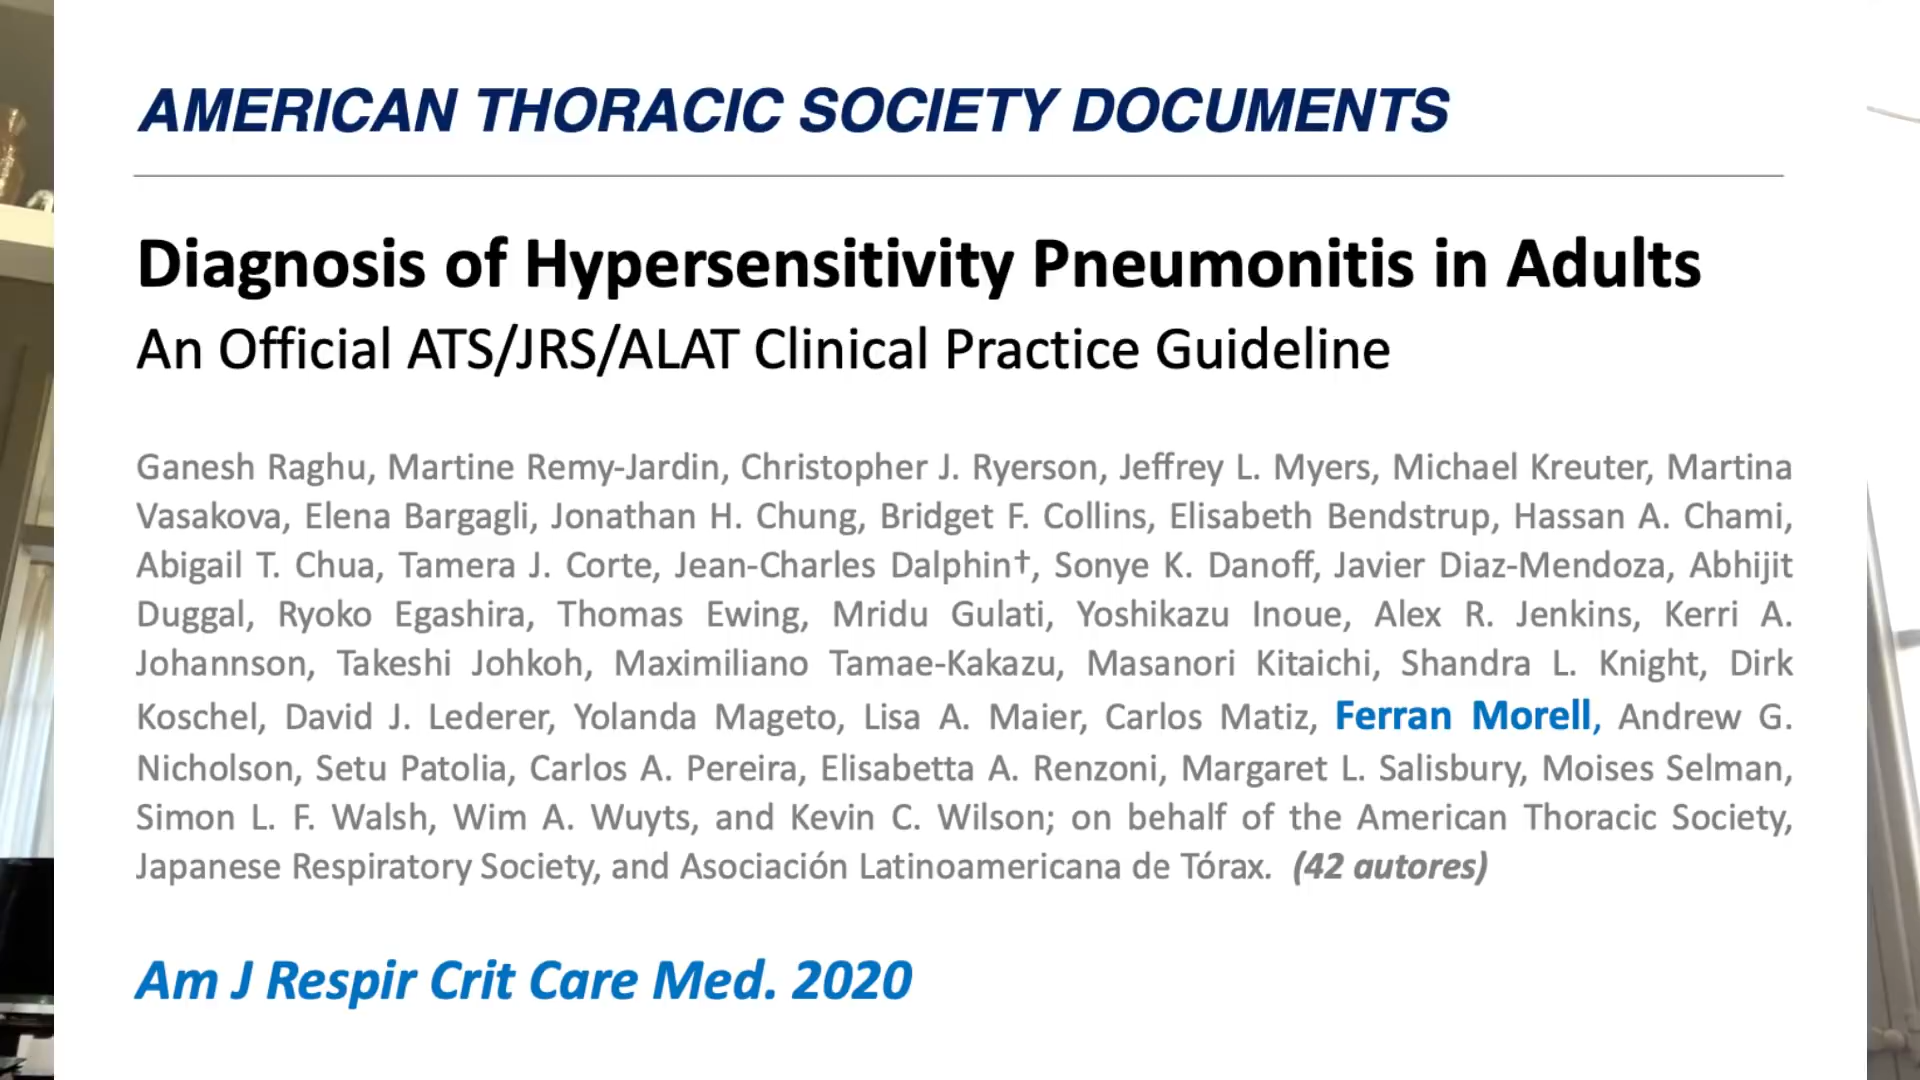 AMERICAN THORACIC SOCIETY DOCUMENTS
Diagnosis of Hypersensitivity Pneumonitis in Adults
An Official ATS/JRS/ALAT Clinical Practice Guideline
Ganesh Raghu, Martine Remy-Jardin, Christopher J. Ryerson, Jeffrey L. Myers, Michael Kreuter, Martina
Vasakova, Elena Bargagli, Jonathan H. Chung, Bridget F. Collins, Elisabeth Bendstrup, Hassan A. Chami,
Abigail T. Chua, Tamera J. Corte, Jean-Charles Dalphin†, Sonye K. Danoff, Javier Diaz-Mendoza, Abhijit
Duggal, Ryoko Egashira, Thomas Ewing, Mridu Gulati, Yoshikazu Inoue, Alex R. Jenkins, Kerri A.
Johannson, Takeshi Johkoh, Maximiliano Tamae-Kakazu, Masanori Kitaichi, Shandra L. Knight, Dirk
Koschel, David J. Lederer, Yolanda Mageto, Lisa A. Maier, Carlos Matiz, Ferran Morell, Andrew G.
Nicholson, Setu Patolia, Carlos A. Pereira, Elisabetta A. Renzoni, Margaret L. Salisbury, Moises Selman,
Simon L. F. Walsh, Wim A. Wuyts, and Kevin C. Wilson; on behalf of the American Thoracic Society,
Japanese Respiratory Society, and Asociación Latinoamericana de Tórax. (42 autores)
Am J Respir Crit Care Med. 2020